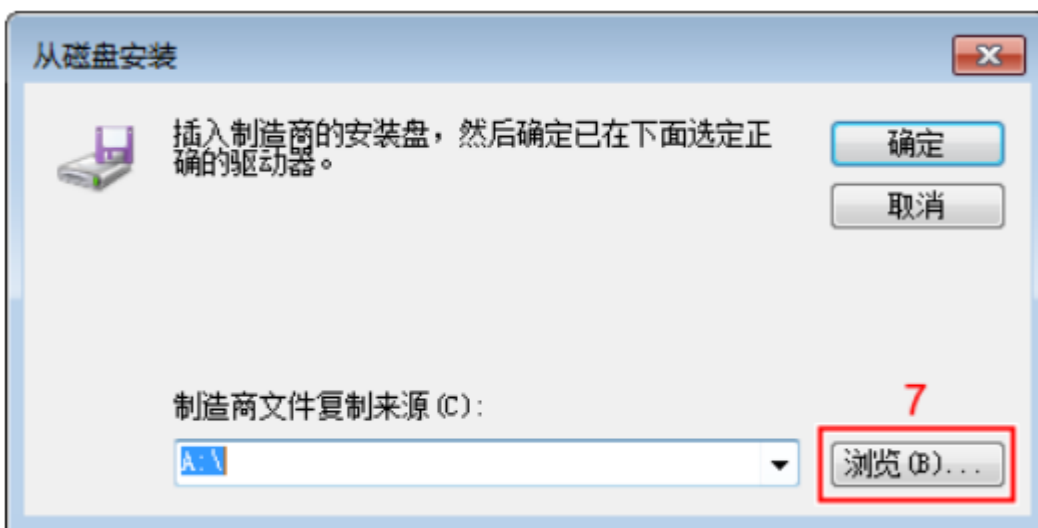 从磁盘安装
插入制造商的安装盘，然后确定已在下面选定正
确的驱动器。
确定
取消
制造商文件复制来源(C):
7
A:\
浏览(B)...